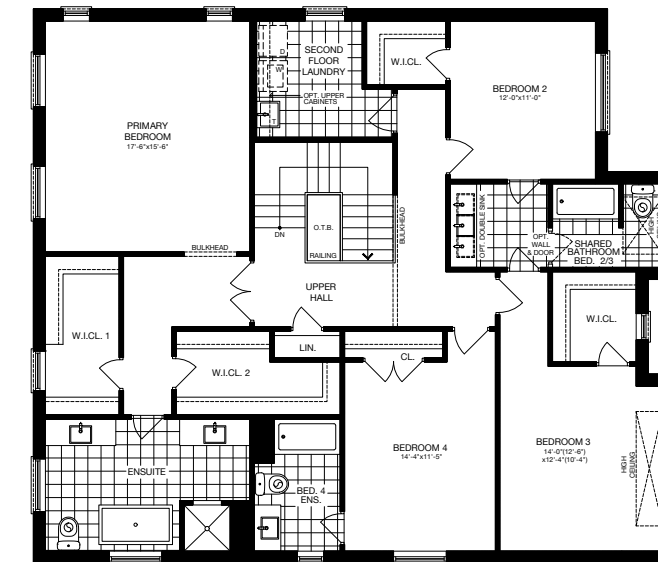 SECOND
FLOOR
LAUNDRY
D
W
OPT. UPPER
CABINETS
T
W.I.CL.
BEDROOM 2
12'-0"x11'-0"
PRIMARY
BEDROOM
17'-6"x15'-6"
BULKHEAD
DN
O.T.B.
RAILING
BULKHEAD
UPPER
HALL
OPT. DOUBLE SINK
OPT.
WALL
& DOOR
SHARED
BATHROOM
BED. 2/3
HIGH
W.I.CL. 1
W.I.CL. 2
LIN.
CL.
W.I.CL.
ENSUITE
BED. 4
ENS.
BEDROOM 4
14'-4"x11'-5"
BEDROOM 3
14'-0"(12'-6")
x12'-4"(10'-4")
HIGH
CEILING